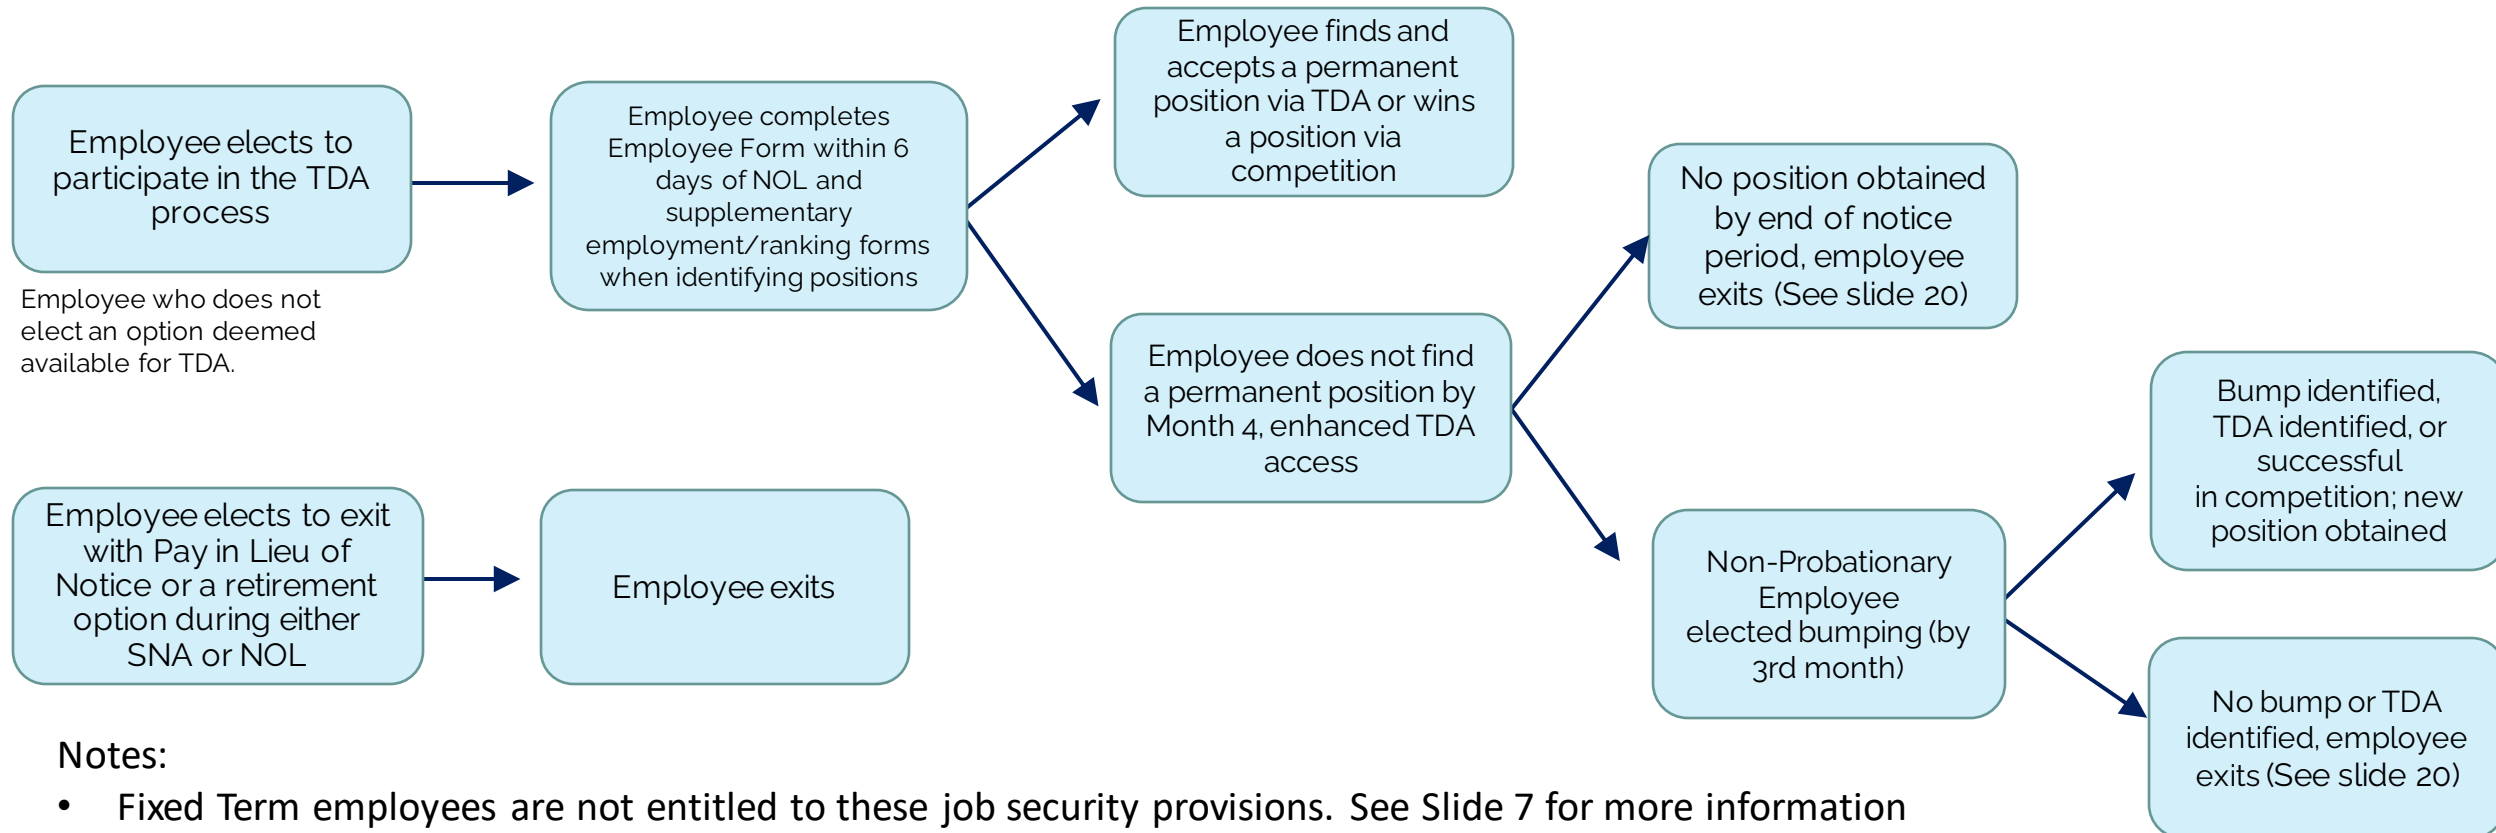 Employee elects to
participate in the TDA
process
Employee who does not
elect an option deemed
available for TDA.
Employee completes
Employee Form within 6
days of NOL and
supplementary
employment/ranking forms
when identifying positions
Employee finds and
accepts a permanent
position via TDA or wins
a position via
competition
Employee does not find
a permanent position by
Month 4, enhanced TDA
access
No position obtained
by end of notice
period, employee
exits (See slide 20)
Non-Probationary
Employee
elected bumping (by
3rd month)
Bump identified,
TDA identified, or
successful
in competition; new
position obtained
No bump or TDA
identified, employee
exits (See slide 20)
Employee elects to exit
with Pay in Lieu of
Notice or a retirement
option during either
SNA or NOL
Employee exits
Notes:
• Fixed Term employees are not entitled to these job security provisions. See Slide 7 for more information